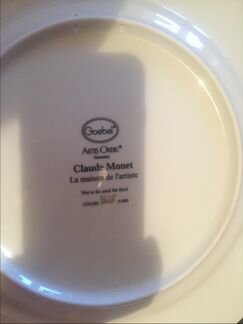 Goebel®
ARTIS ORBIS®
Germany
Claude Monet
La maison de l'artiste
Not to be used for food